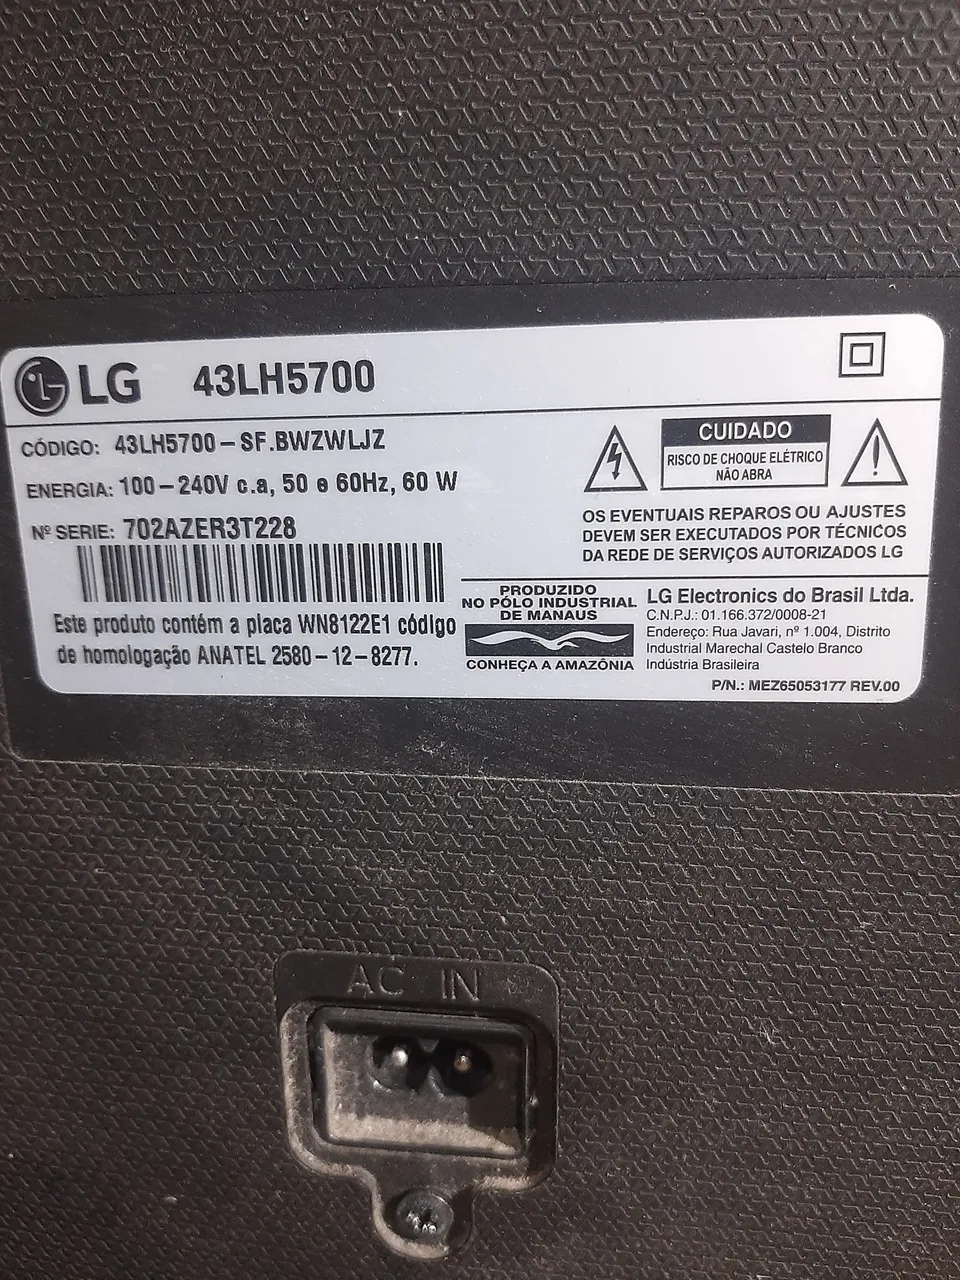 LG 43LH5700
CÓDIGO: 43LH5700-SF.BWZWLJZ
ENERGIA: 100-240V c.a, 50 e 60Hz, 60 W
Nº SERIE: 702AZER3T228
Este produto contém a placa WN8122E1 código
de homologação ANATEL 2580-12-8277.
CUIDADO
RISCO DE CHOQUE ELÉTRICO
NÃO ABRA
OS EVENTUAIS REPAROS OU AJUSTES
DEVEM SER EXECUTADOS POR TÉCNICOS
DA REDE DE SERVIÇOS AUTORIZADOS LG
PRODUZIDO
NO PÓLO INDUSTRIAL
DE MANAUS
CONHEÇA A AMAZÔNIA
LG Electronics do Brasil Ltda.
C.N.P.J.: 01.166.372/0008-21
Endereço: Rua Javari, nº 1.004, Distrito
Industrial Marechal Castelo Branco
Indústria Brasileira
P/N.: MEZ65053177 REV.00
AC IN